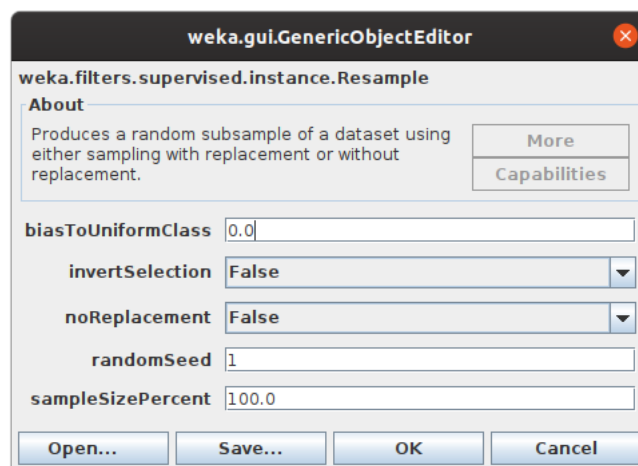 weka.gui.GenericObjectEditor
weka.filters.supervised.instance.Resample
About
Produces a random subsample of a dataset using
either sampling with replacement or without
replacement.
More
Capabilities
biasToUniformClass 0.0
invertSelection False
noReplacement False
randomSeed 1
sampleSizePercent 100.0
Open... Save... OK Cancel